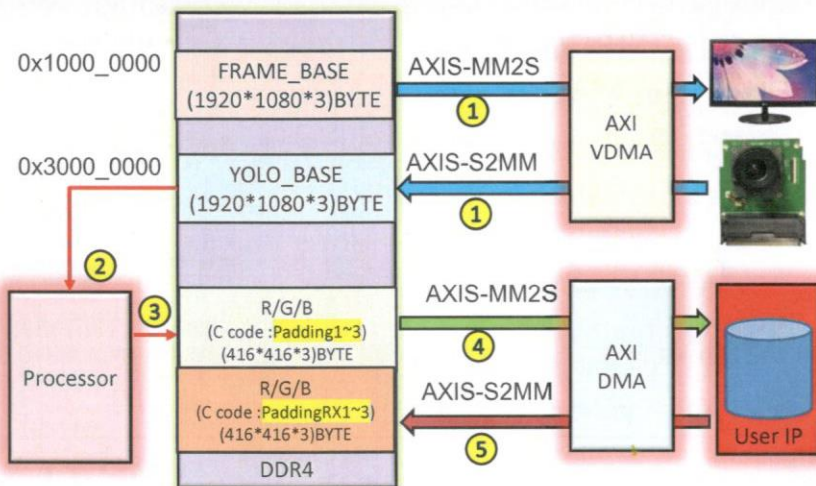 0x1000_0000
FRAME_BASE
(1920*1080*3)BYTE
AXIS-MM2S
1
AXI
VDMA
0x3000_0000
YOLO_BASE
(1920*1080*3)BYTE
AXIS-S2MM
1
2
3
Processor
R/G/B
(C code :Padding1~3)
(416*416*3)BYTE
AXIS-MM2S
4
AXI
DMA
R/G/B
(C code :PaddingRX1~3)
(416*416*3)BYTE
AXIS-S2MM
5
User IP
DDR4